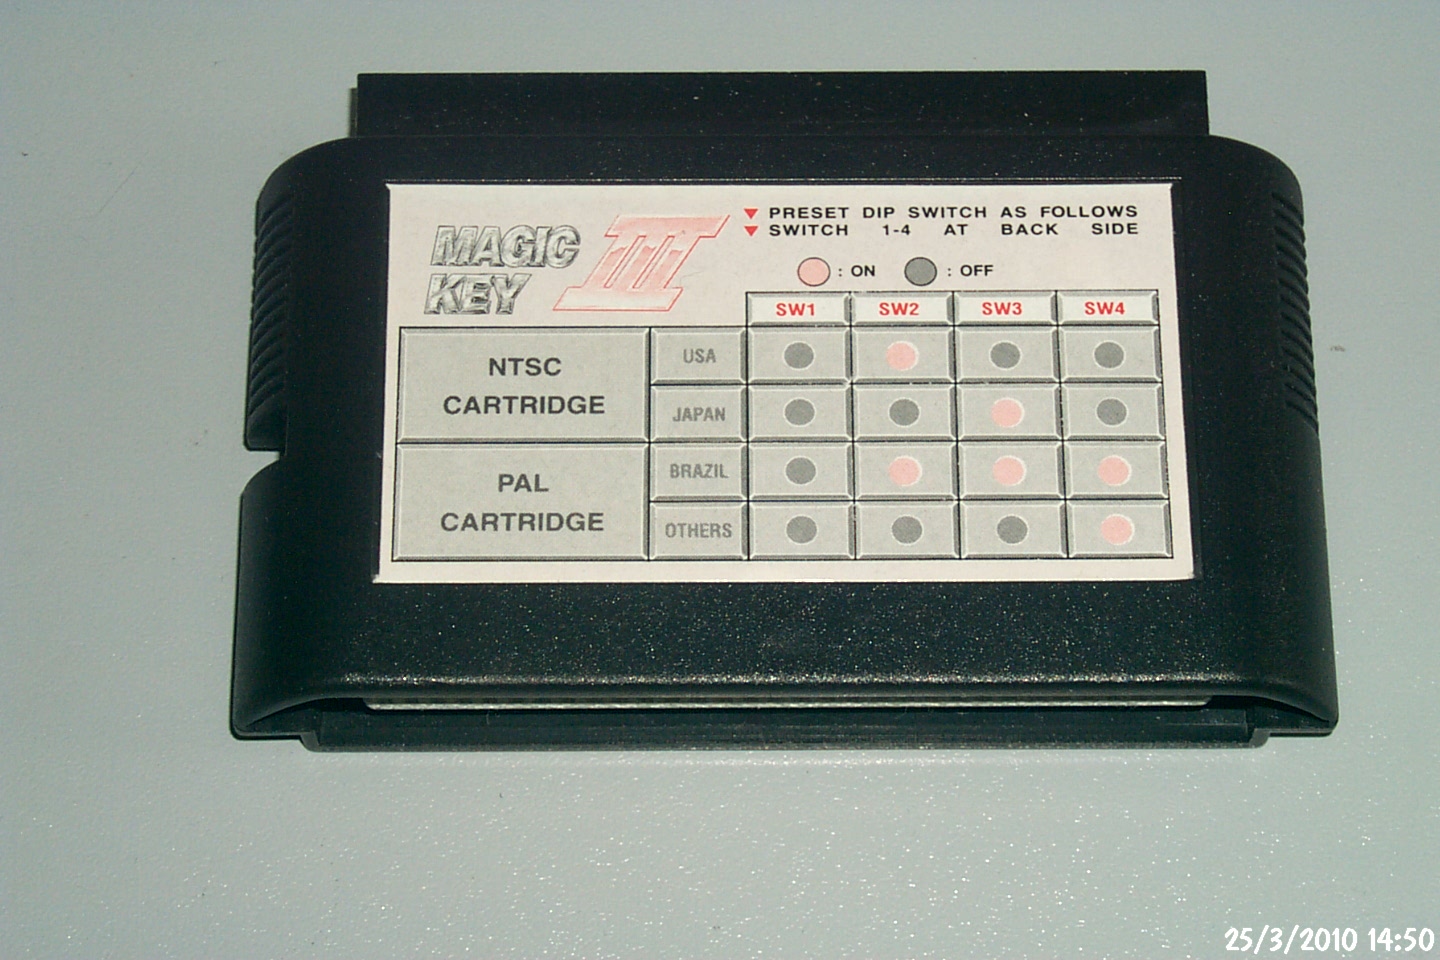 MAGIC
KEY
III
▼ PRESET DIP SWITCH AS FOLLOWS
▼ SWITCH 1-4 AT BACK SIDE
: ON : OFF
SW1 SW2 SW3 SW4
NTSC
CARTRIDGE
USA
JAPAN
PAL
CARTRIDGE
BRAZIL
OTHERS
25/3/2010 14:50